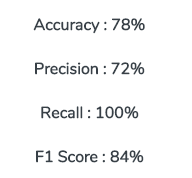 Accuracy : 78%
Precision : 72%
Recall : 100%
F1 Score : 84%